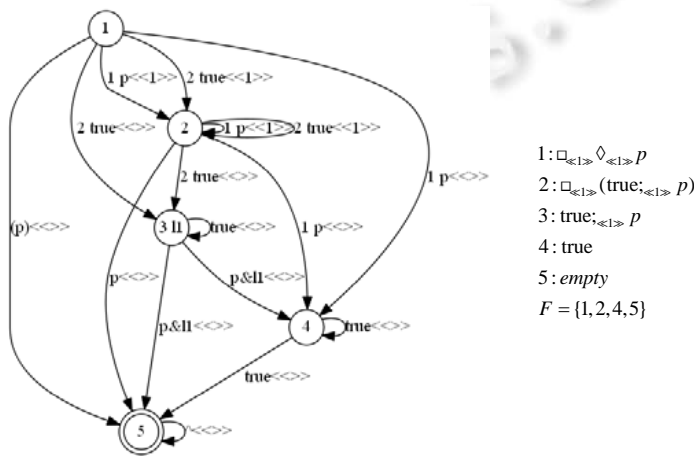 1
1 p<<1>>
2 true<<1>>
2 true<<>>
2
1 p<<1>>
2 true<<1>>
2 true<<>>
1 p<<>>
(p)<<>>
3 l1
true<<>>
p<<>>
1 p<<>>
p&l1<<>>
p&l1<<>>
4
true<<>>
true<<>>
5
<<>>
1:□≪1≫◊≪1≫p
2:□≪1≫(true;≪1≫ p)
3:true;≪1≫ p
4:true
5:empty
F = {1,2,4,5}